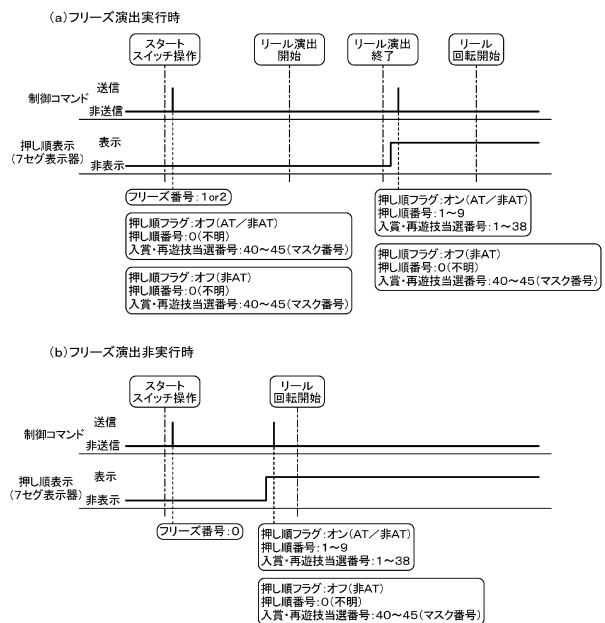 (a)フリーズ演出実行時
スタート
スイッチ操作
リール演出
開始
リール演出
終了
リール
回転開始
制御コマンド
送信
非送信
押し順表示
(7セグ表示器)
表示
非表示
フリーズ番号:1or2
押し順フラグ:オフ(AT/非AT)
押し順番号:0(不明)
入賞・再遊技当選番号:40～45(マスク番号)
押し順フラグ:オフ(非AT)
押し順番号:0(不明)
入賞・再遊技当選番号:40～45(マスク番号)
押し順フラグ:オン(AT/非AT)
押し順番号:1～9
入賞・再遊技当選番号:1～38
押し順フラグ:オフ(非AT)
押し順番号:0(不明)
入賞・再遊技当選番号:40～45(マスク番号)
(b)フリーズ演出非実行時
スタート
スイッチ操作
リール
回転開始
制御コマンド
送信
非送信
押し順表示
(7セグ表示器)
表示
非表示
フリーズ番号:0
押し順フラグ:オン(AT/非AT)
押し順番号:1～9
入賞・再遊技当選番号:1～38
押し順フラグ:オフ(非AT)
押し順番号:0(不明)
入賞・再遊技当選番号:40～45(マスク番号)